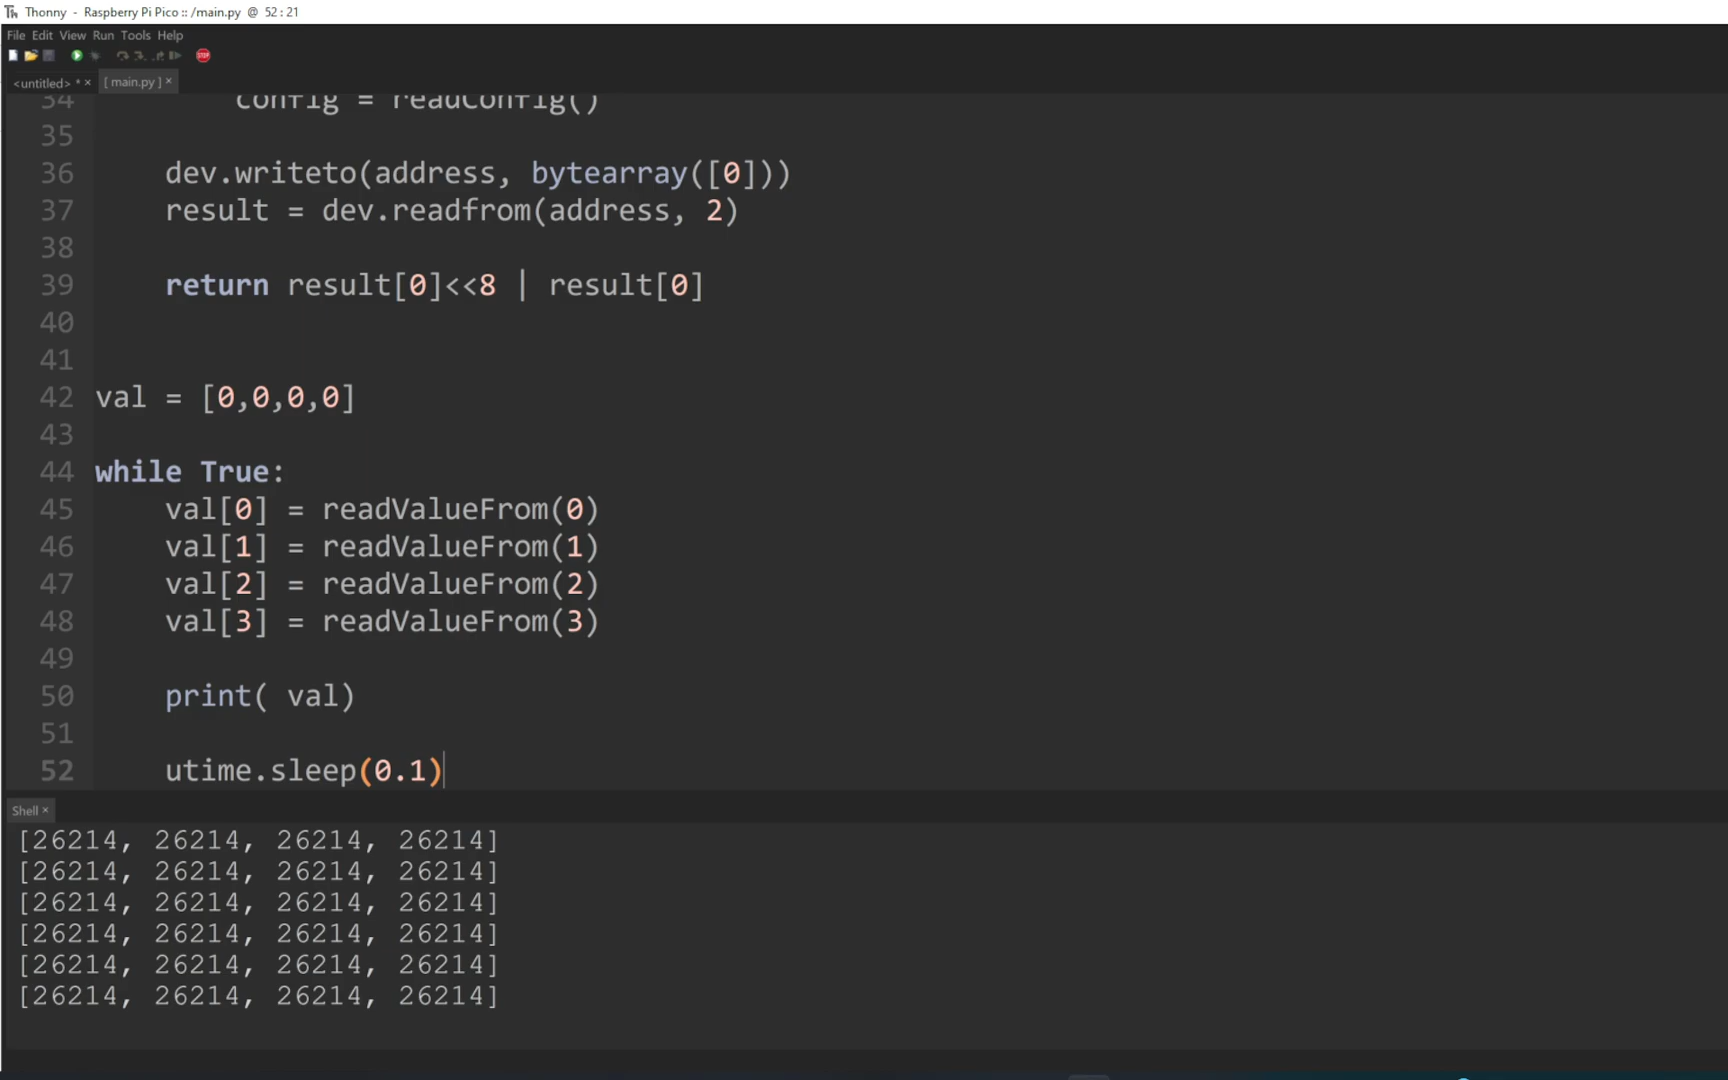 Thonny - Raspberry Pi Pico :: /main.py @ 52 : 21
File Edit View Run Tools Help
STOP
<untitled> * × [ main.py ] ×
34 config = readConfig()
35
36 dev.writeto(address, bytearray([0]))
37 result = dev.readfrom(address, 2)
38
39 return result[0]<<8 | result[0]
40
41
42 val = [0,0,0,0]
43
44 while True:
45 val[0] = readValueFrom(0)
46 val[1] = readValueFrom(1)
47 val[2] = readValueFrom(2)
48 val[3] = readValueFrom(3)
49
50 print( val)
51
52 utime.sleep(0.1)
Shell ×
[26214, 26214, 26214, 26214]
[26214, 26214, 26214, 26214]
[26214, 26214, 26214, 26214]
[26214, 26214, 26214, 26214]
[26214, 26214, 26214, 26214]
[26214, 26214, 26214, 26214]